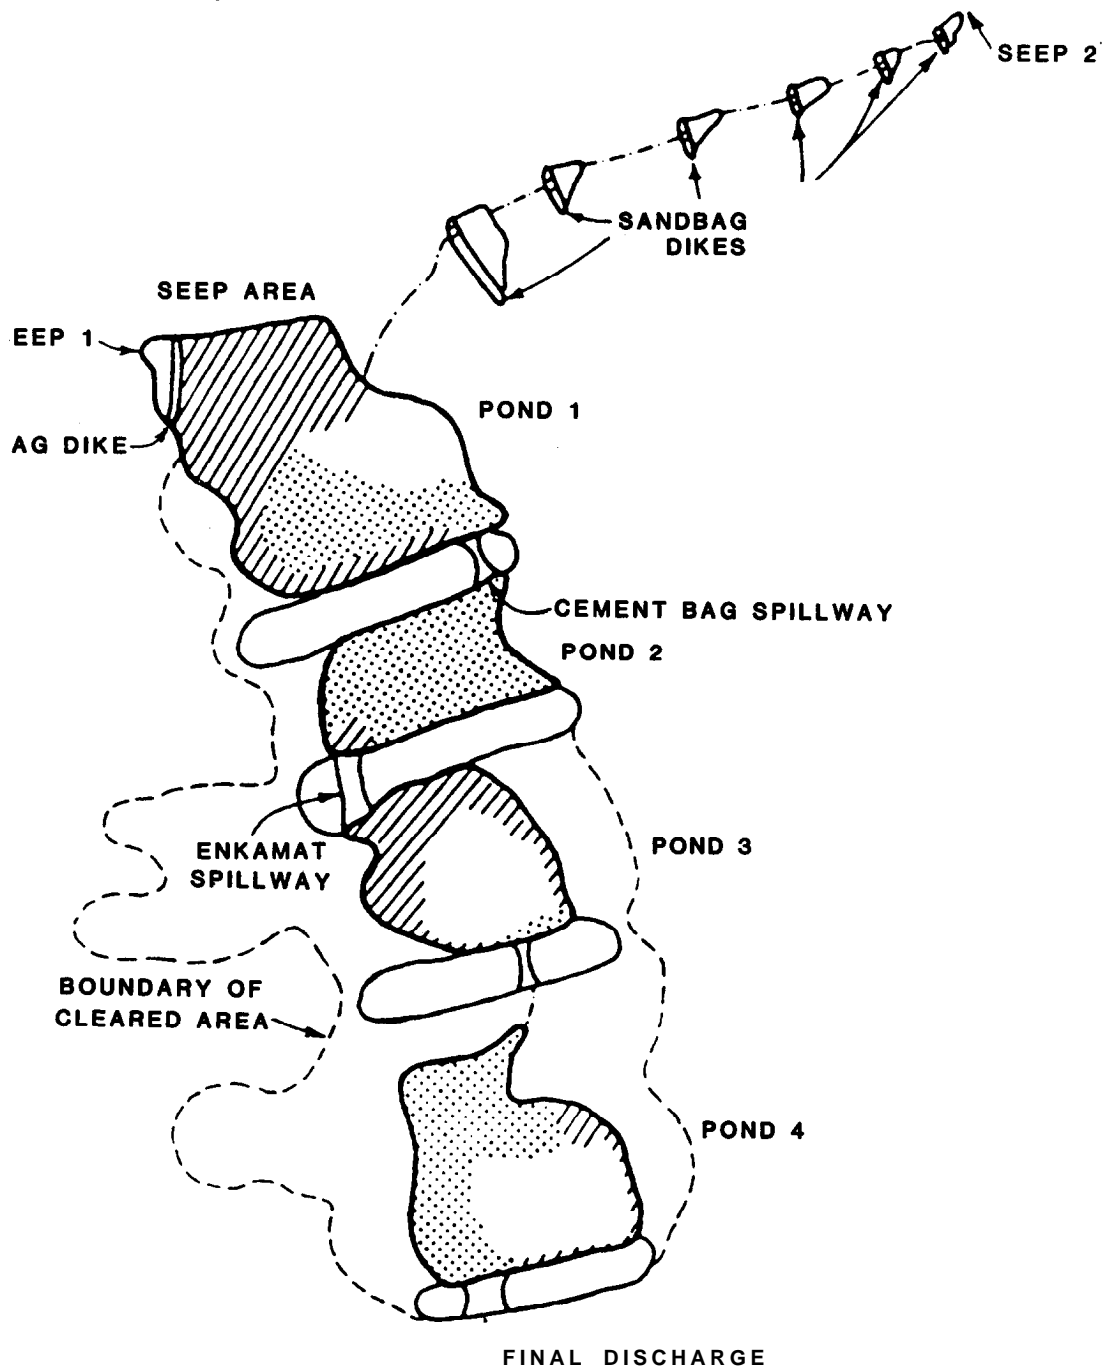 SEEP 2
SANDBAG
DIKES
SEEP AREA
EEP 1
POND 1
AG DIKE
CEMENT BAG SPILLWAY
POND 2
ENKAMAT
SPILLWAY
POND 3
BOUNDARY OF
CLEARED AREA
POND 4
FINAL DISCHARGE